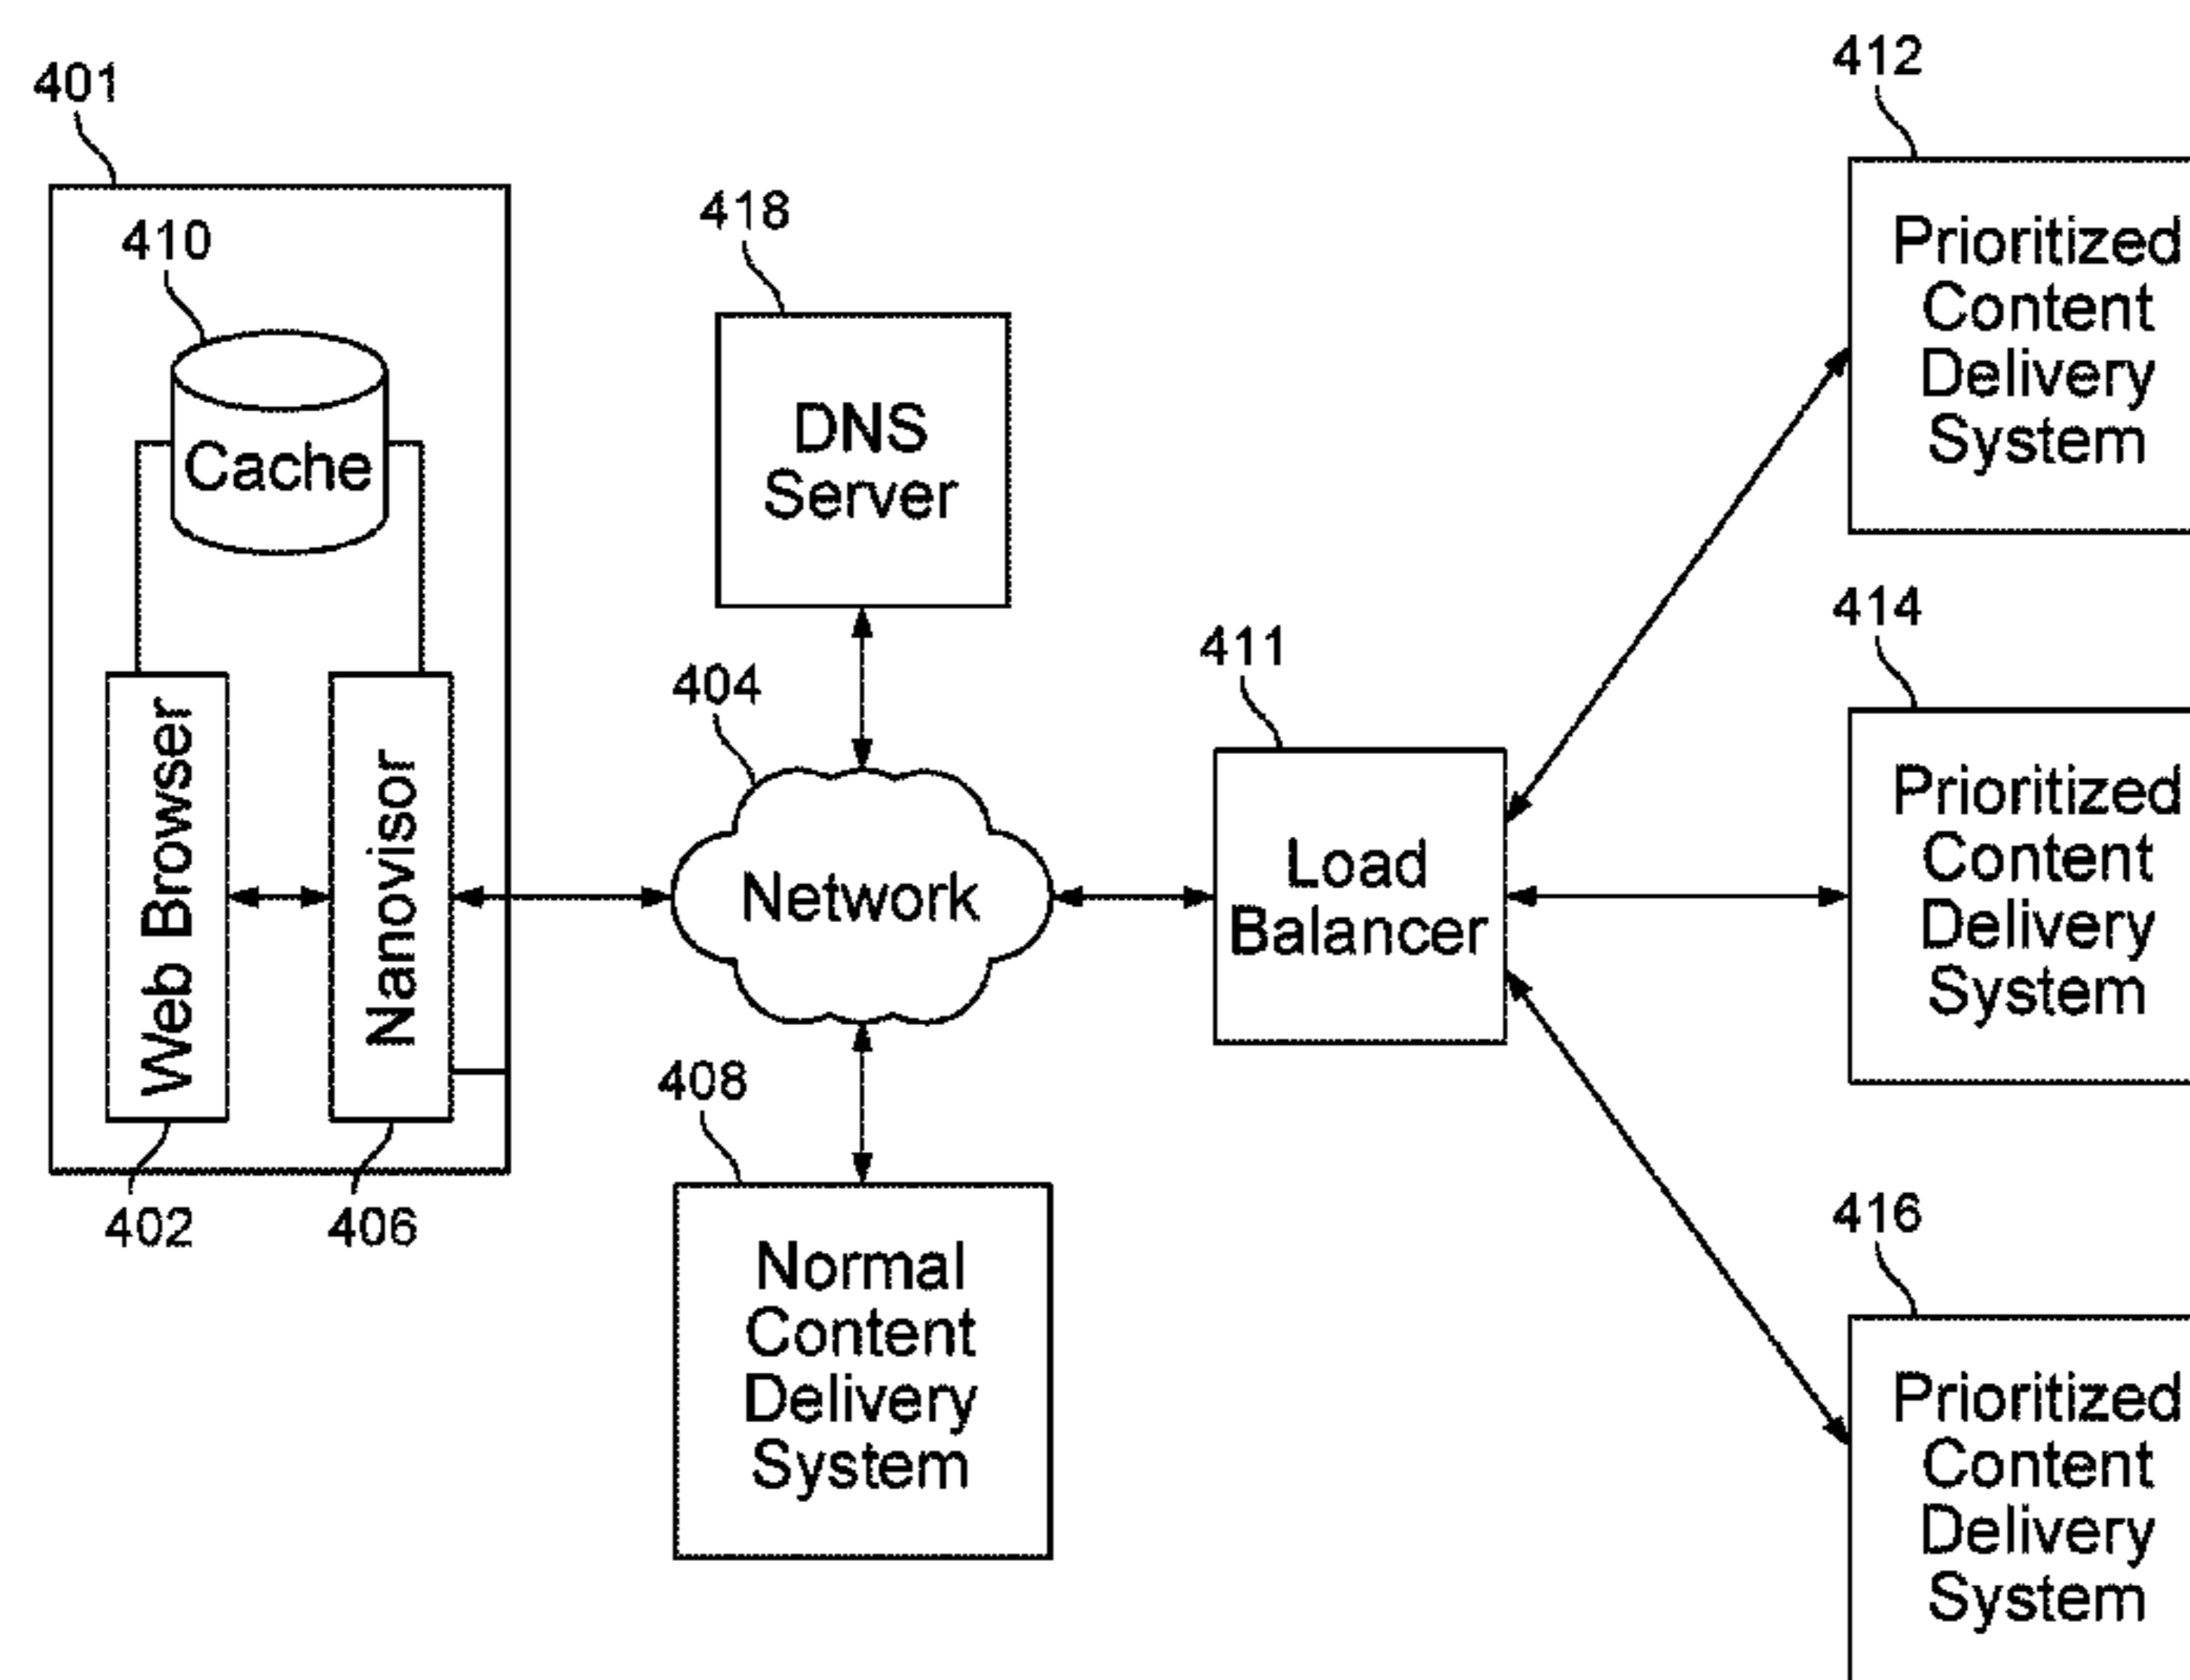 401
410
Cache
Web Browser
Nanovisor
402
406
418
DNS
Server
404
Network
408
Normal
Content
Delivery
System
411
Load
Balancer
412
Prioritized
Content
Delivery
System
414
Prioritized
Content
Delivery
System
416
Prioritized
Content
Delivery
System